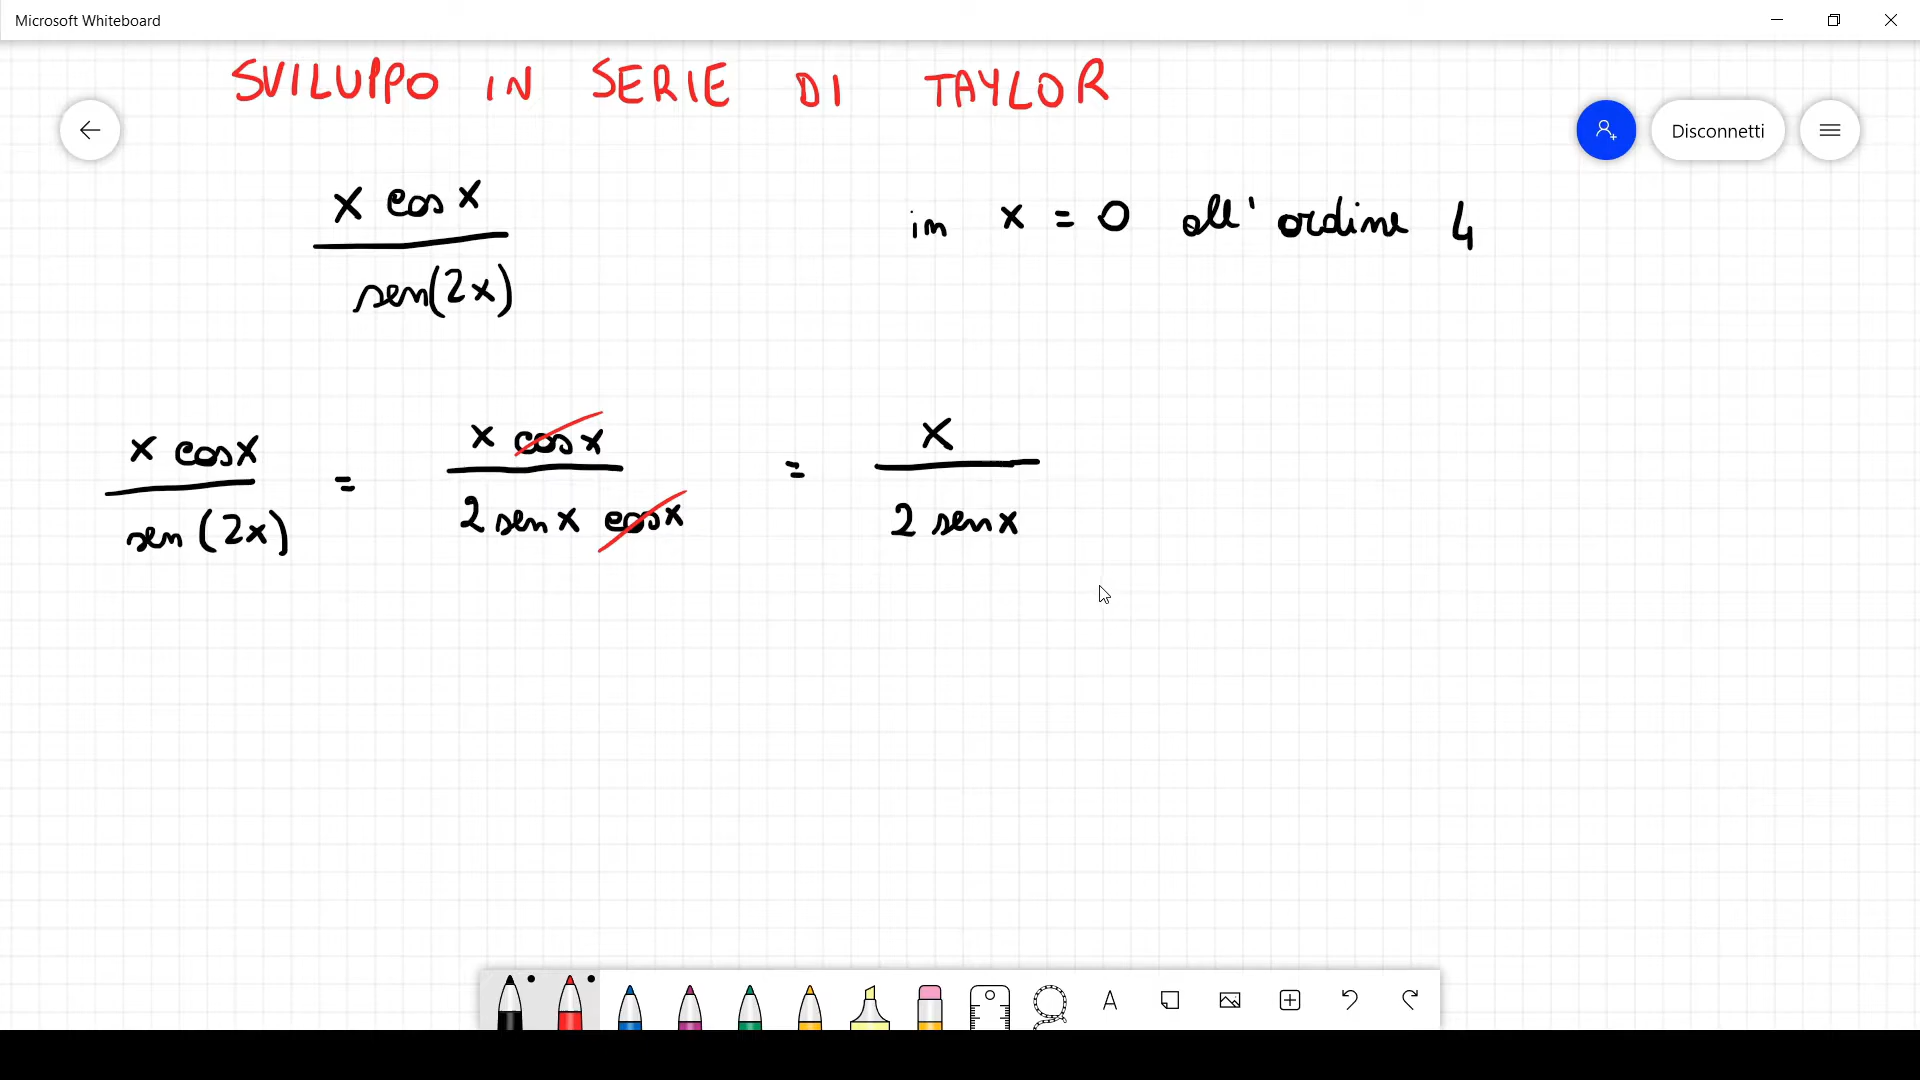 Microsoft Whiteboard
SVILUPPO IN SERIE DI TAYLOR
Disconnetti
x cos x / sen(2x)   in x = 0 all'ordine 4
x cos x / sen (2x) = x cos x / 2 sen x cos x = x / 2 sen x
A